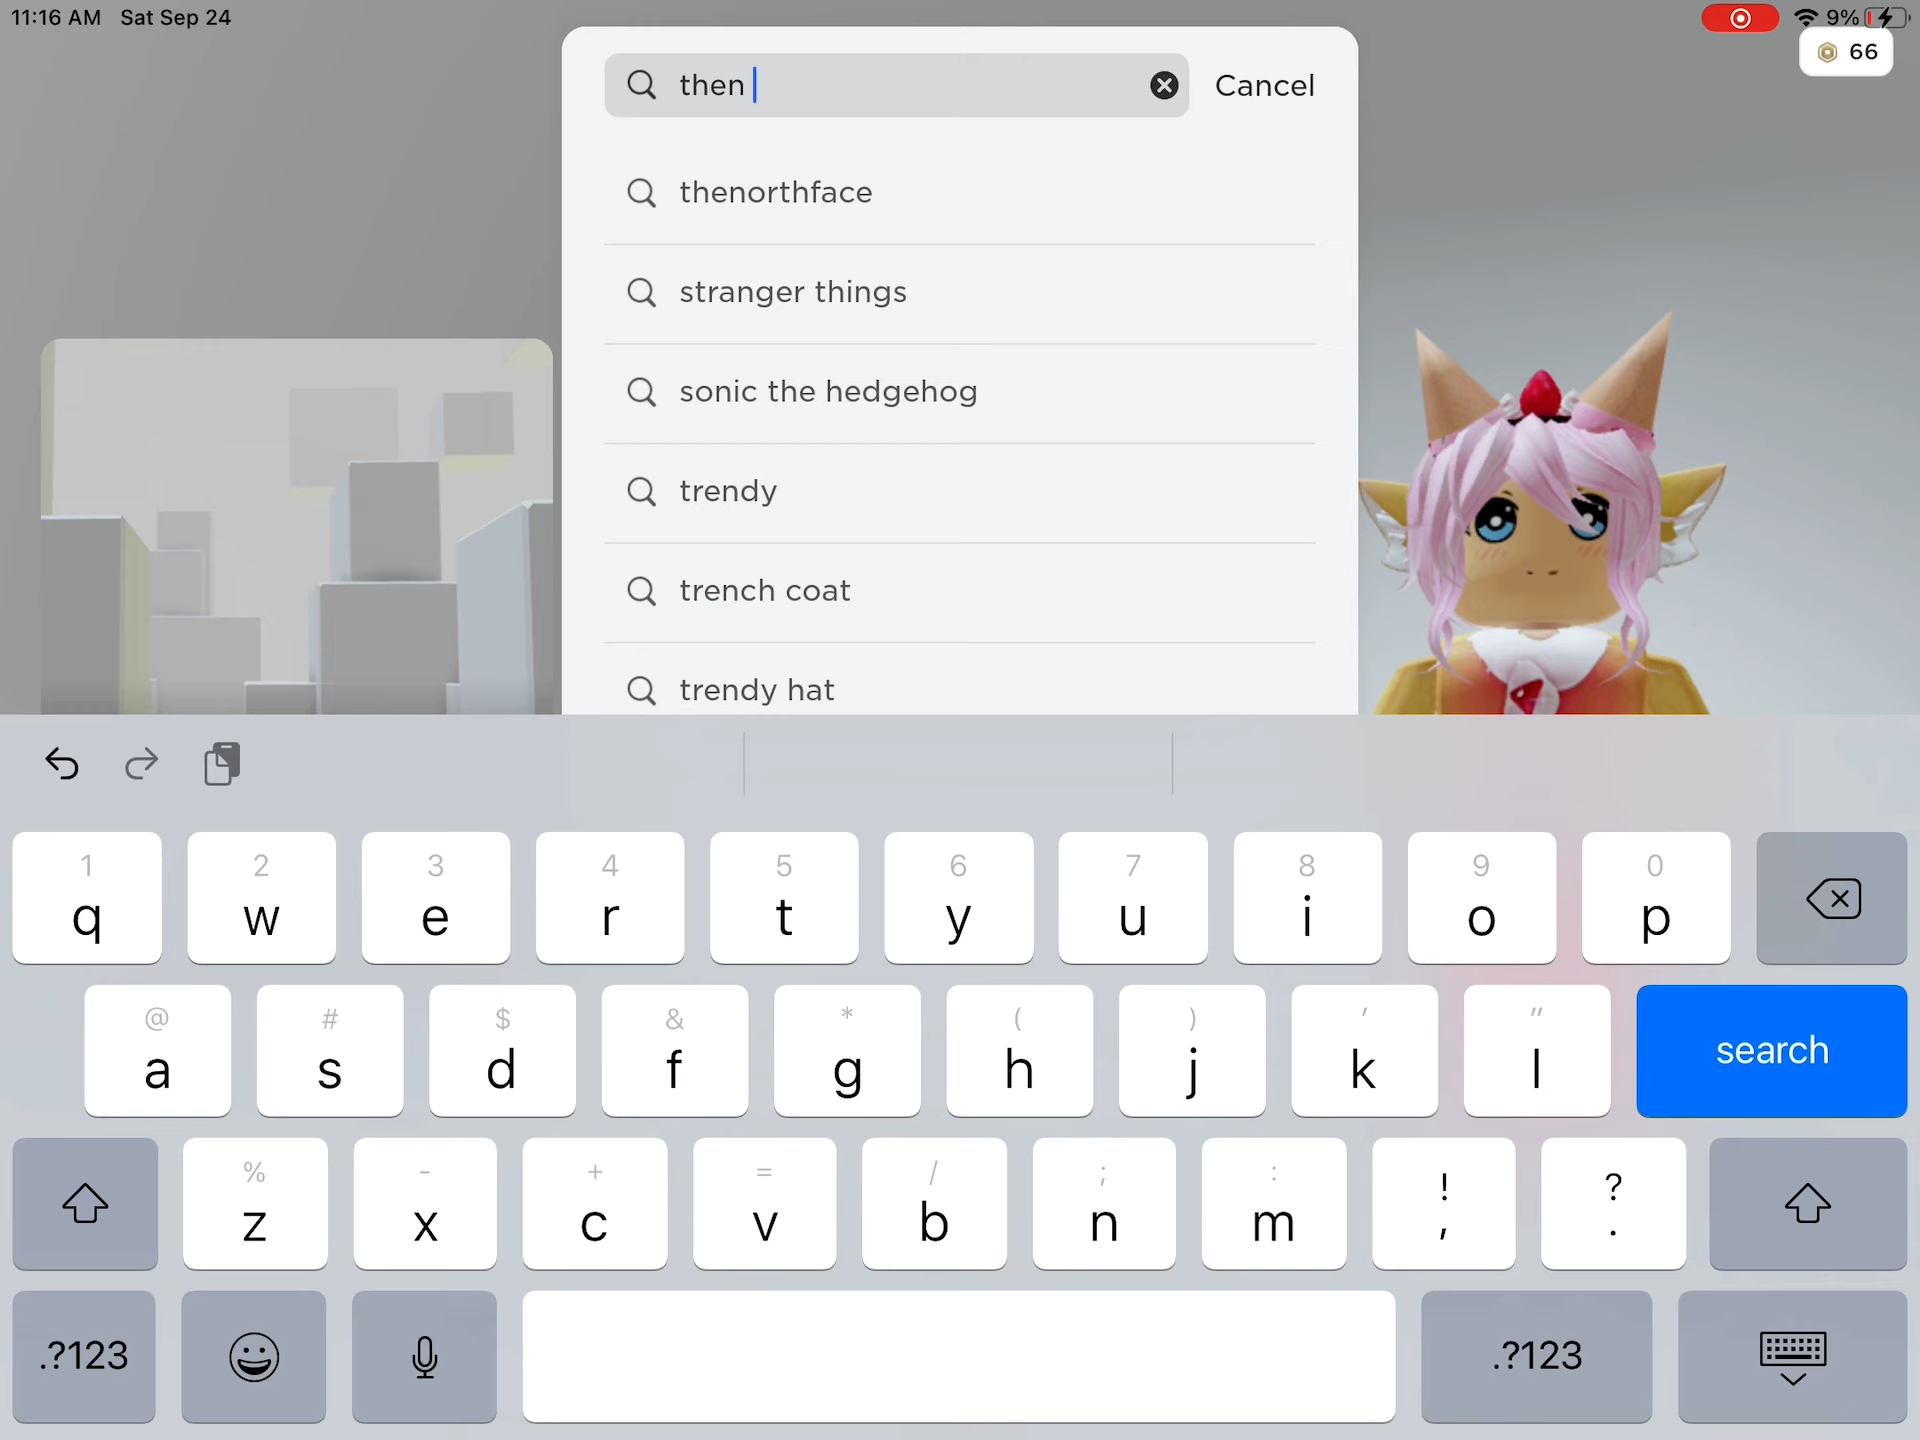 11:16 AM Sat Sep 24
9%
66
then
Cancel
thenorthface
stranger things
sonic the hedgehog
trendy
trench coat
trendy hat
1 2 3 4 5 6 7 8 9 0
q w e r t y u i o p
@ # $ & * ( ) ' "
a s d f g h j k l search
% - + = / ; : ! ?
z x c v b n m , .
.?123 .?123